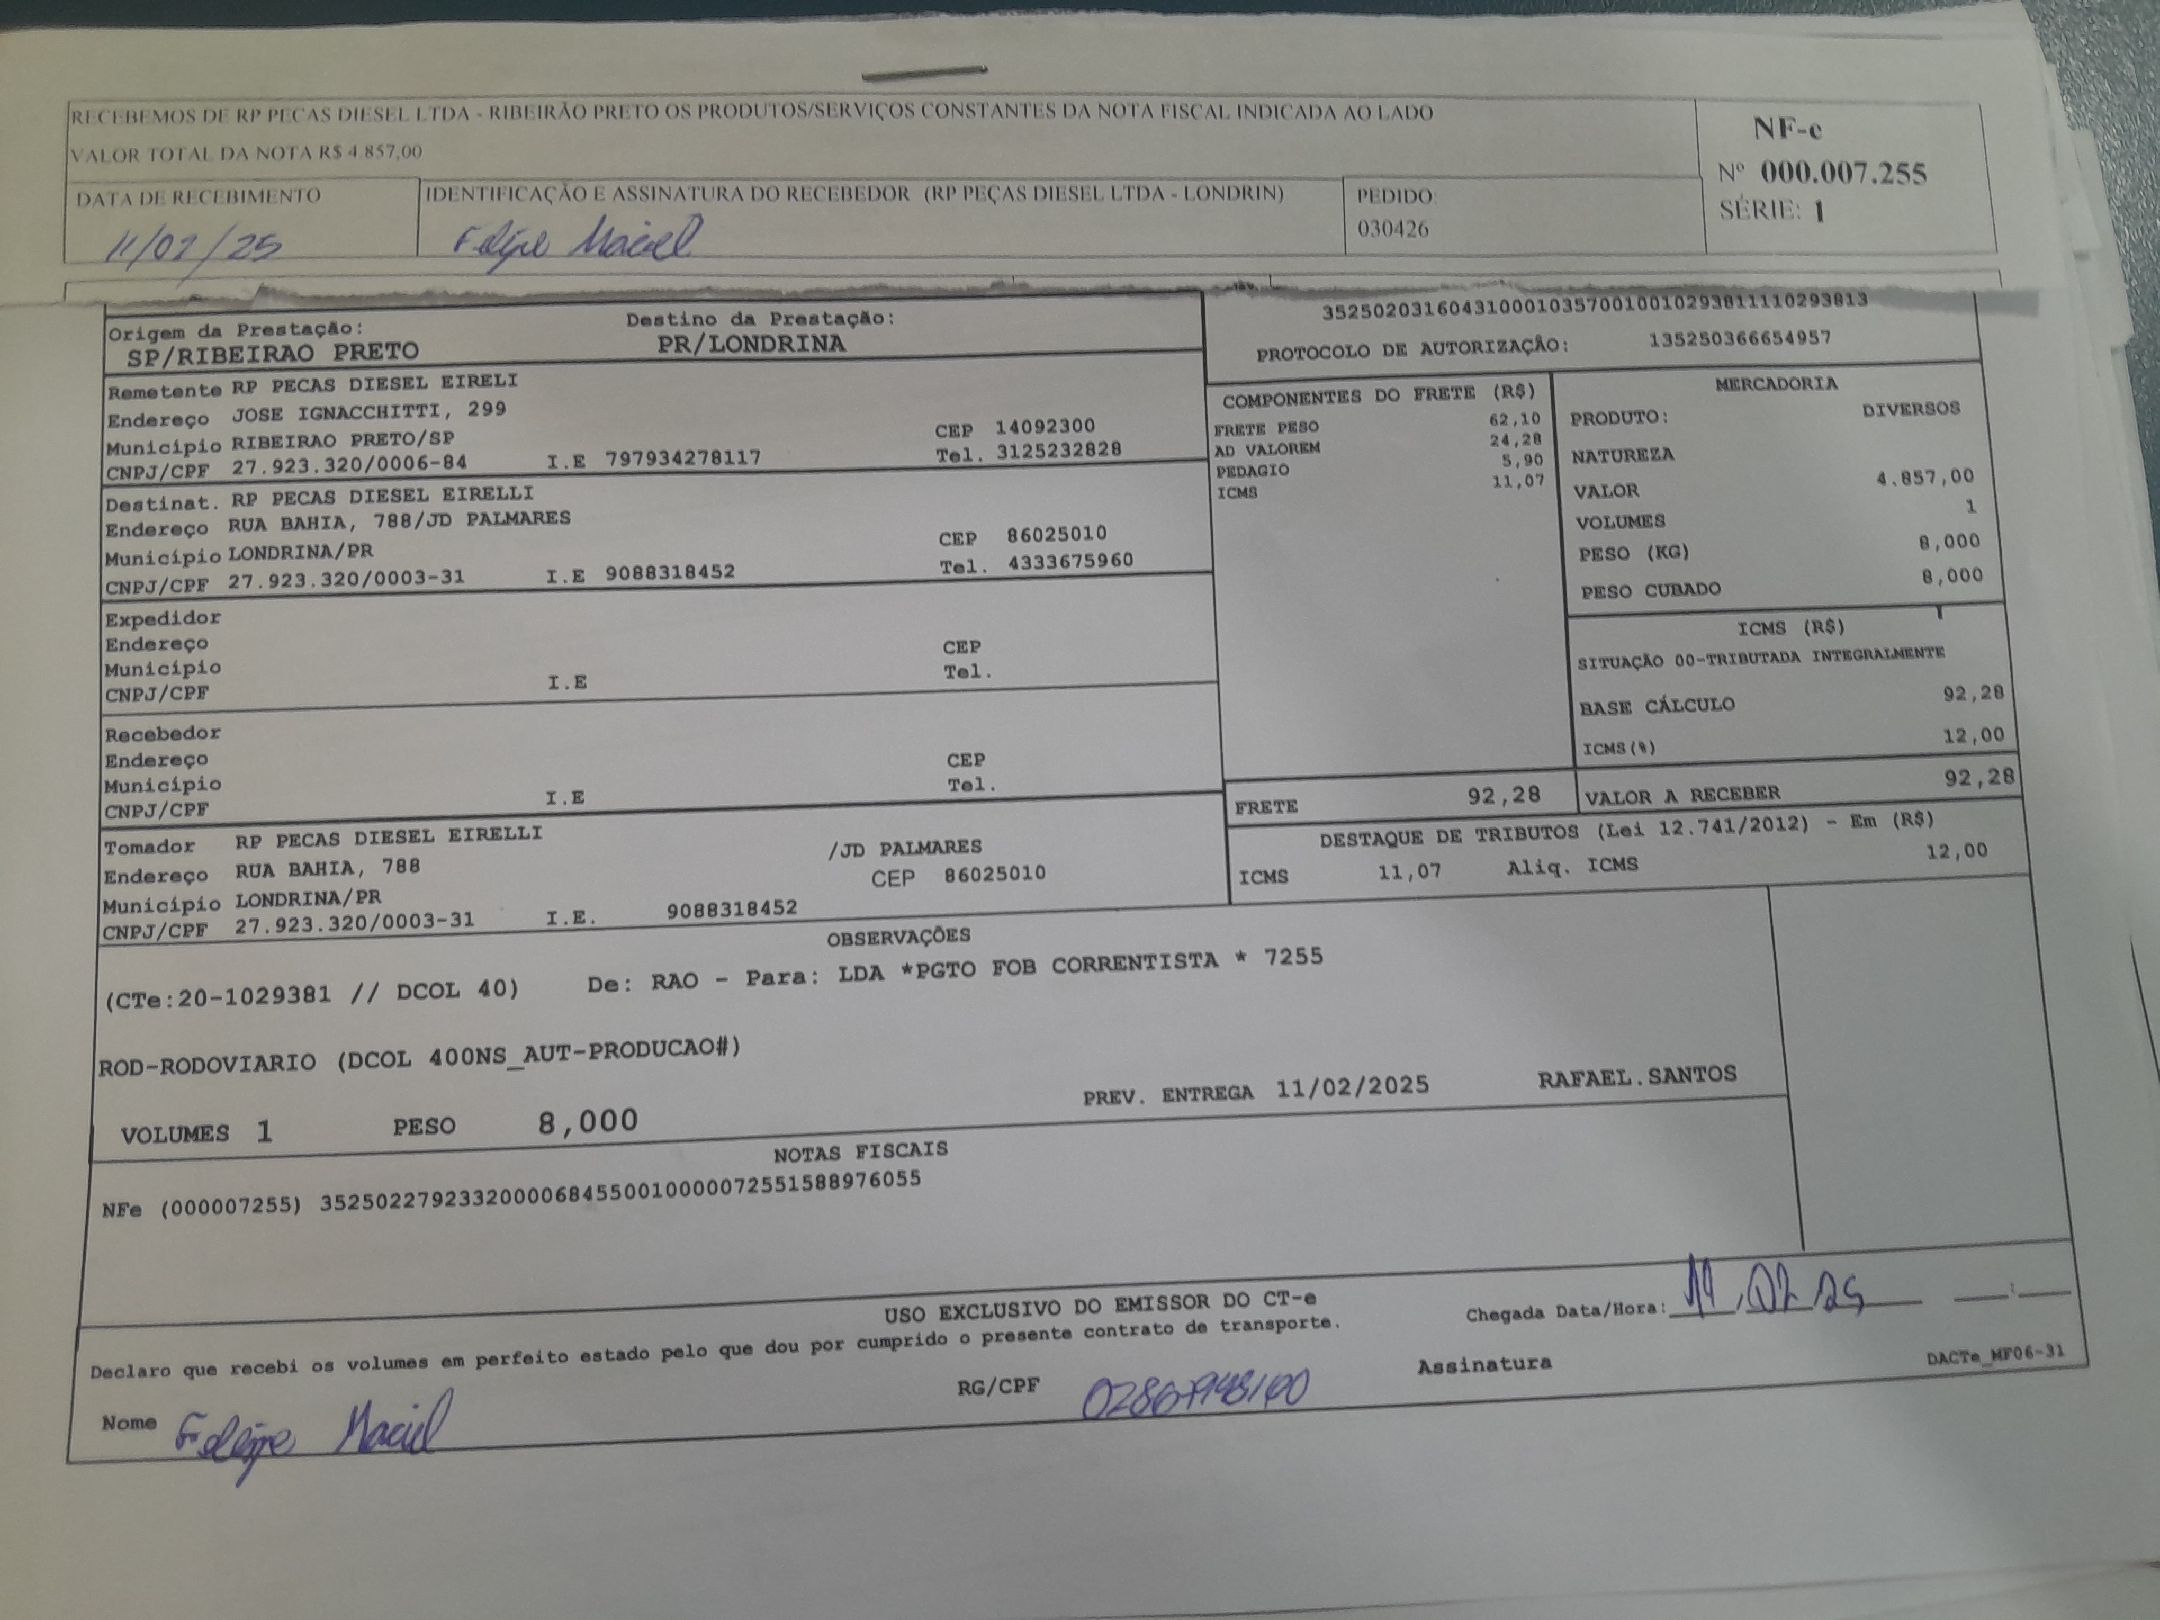 RECEBEMOS DE RP PECAS DIESEL LTDA - RIBEIRÃO PRETO OS PRODUTOS/SERVIÇOS CONSTANTES DA NOTA FISCAL INDICADA AO LADO
VALOR TOTAL DA NOTA R$ 4.857,00
DATA DE RECEBIMENTO
11/02/25
IDENTIFICAÇÃO E ASSINATURA DO RECEBEDOR (RP PEÇAS DIESEL LTDA - LONDRIN)
Felipe Maciel
PEDIDO:
030426
NF-e
Nº 000.007.255
SÉRIE: 1
Origem da Prestação: Destino da Prestação:
SP/RIBEIRAO PRETO PR/LONDRINA
35250203160431000103570010010293811110293813
PROTOCOLO DE AUTORIZAÇÃO: 135250366654957
Remetente RP PECAS DIESEL EIRELI
Endereço JOSE IGNACCHITTI, 299
Município RIBEIRAO PRETO/SP CEP 14092300
CNPJ/CPF 27.923.320/0006-84 I.E 797934278117 Tel. 3125232828
Destinat. RP PECAS DIESEL EIRELLI
Endereço RUA BAHIA, 788/JD PALMARES
Município LONDRINA/PR CEP 86025010
CNPJ/CPF 27.923.320/0003-31 I.E 9088318452 Tel. 4333675960
Expedidor
Endereço
Município CEP
CNPJ/CPF I.E Tel.
Recebedor
Endereço
Município CEP
CNPJ/CPF I.E Tel.
Tomador RP PECAS DIESEL EIRELLI
Endereço RUA BAHIA, 788 /JD PALMARES
Município LONDRINA/PR CEP 86025010
CNPJ/CPF 27.923.320/0003-31 I.E. 9088318452
COMPONENTES DO FRETE (R$)
FRETE PESO 62,10
AD VALOREM 24,28
PEDAGIO 5,90
ICMS 11,07
FRETE 92,28
MERCADORIA
PRODUTO: DIVERSOS
NATUREZA
VALOR 4.857,00
VOLUMES 1
PESO (KG) 8,000
PESO CUBADO 8,000
ICMS (R$)
SITUAÇÃO 00-TRIBUTADA INTEGRALMENTE
BASE CÁLCULO 92,28
ICMS(%) 12,00
VALOR A RECEBER 92,28
DESTAQUE DE TRIBUTOS (Lei 12.741/2012) - Em (R$)
ICMS 11,07 Aliq. ICMS 12,00
OBSERVAÇÕES
(CTe:20-1029381 // DCOL 40) De: RAO - Para: LDA *PGTO FOB CORRENTISTA * 7255
ROD-RODOVIARIO (DCOL 400NS_AUT-PRODUCAO#)
VOLUMES 1 PESO 8,000 PREV. ENTREGA 11/02/2025 RAFAEL.SANTOS
NOTAS FISCAIS
NFe (000007255) 35250227923320000684550010000072551588976055
USO EXCLUSIVO DO EMISSOR DO CT-e
Declaro que recebi os volumes em perfeito estado pelo que dou por cumprido o presente contrato de transporte.
Chegada Data/Hora: 11 02 25 :
Nome Felipe Maciel RG/CPF Assinatura
DACTe_MF06-31